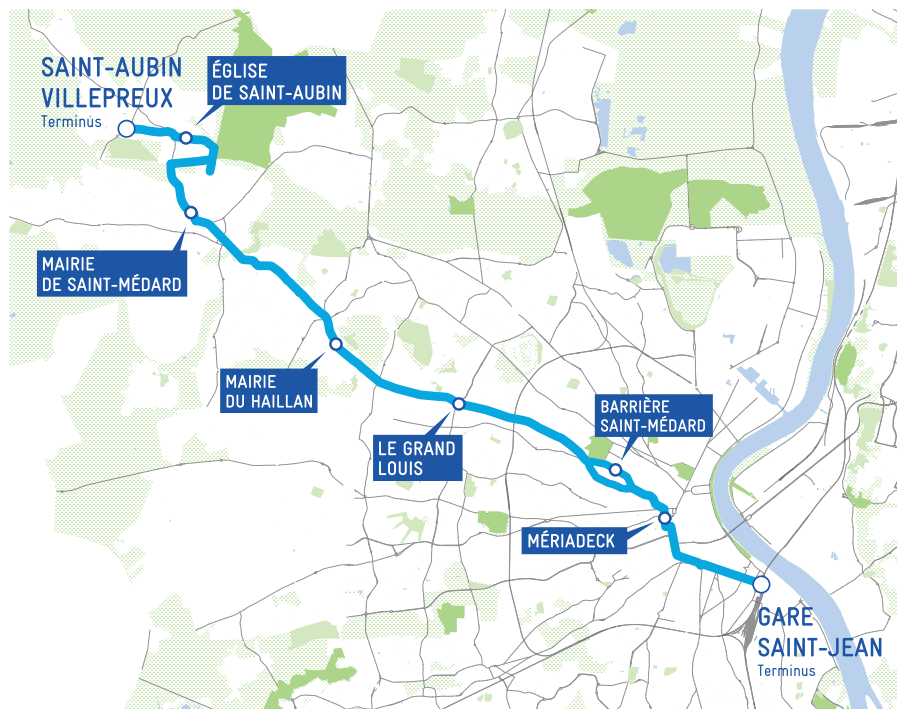 SAINT-AUBIN
VILLEPREUX
Terminus
ÉGLISE
DE SAINT-AUBIN
MAIRIE
DE SAINT-MÉDARD
MAIRIE
DU HAILLAN
LE GRAND
LOUIS
BARRIÈRE
SAINT-MÉDARD
MÉRIADECK
GARE
SAINT-JEAN
Terminus